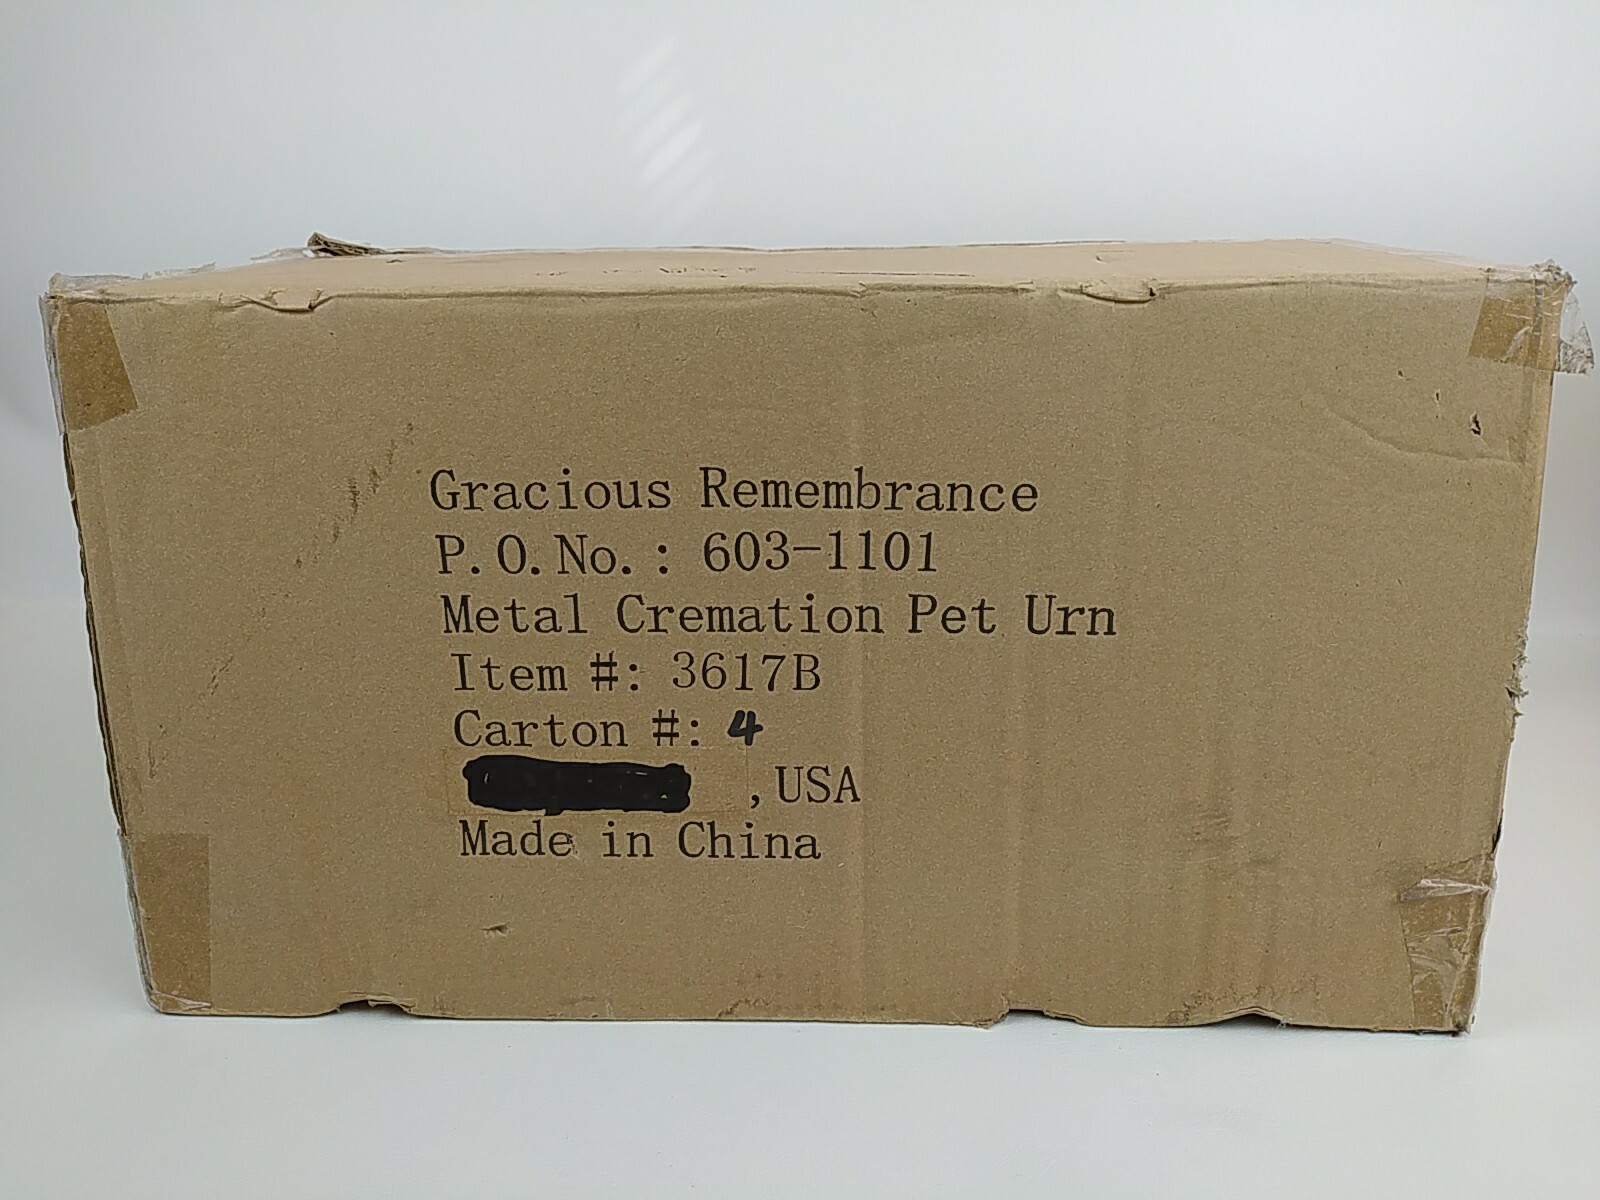 Gracious Remembrance
P.O.No.: 603-1101
Metal Cremation Pet Urn
Item #: 3617B
Carton #: 4
,USA
Made in China